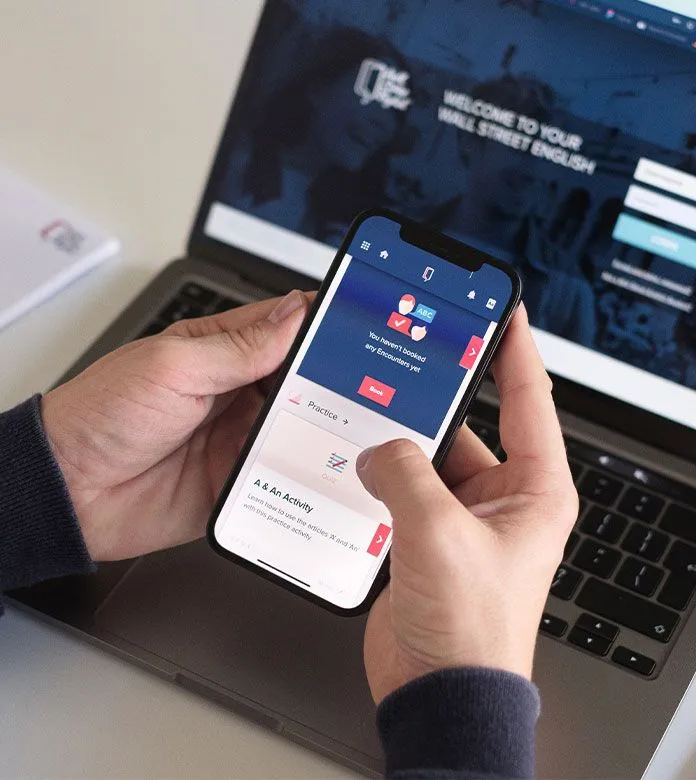 WELCOME TO YOUR
WALL STREET ENGLISH
ABC
You haven't booked
any Encounters yet
Book
Practice
QUIZ
A & An Activity
Learn how to use the articles 'A' and 'An'
with this practice activity.